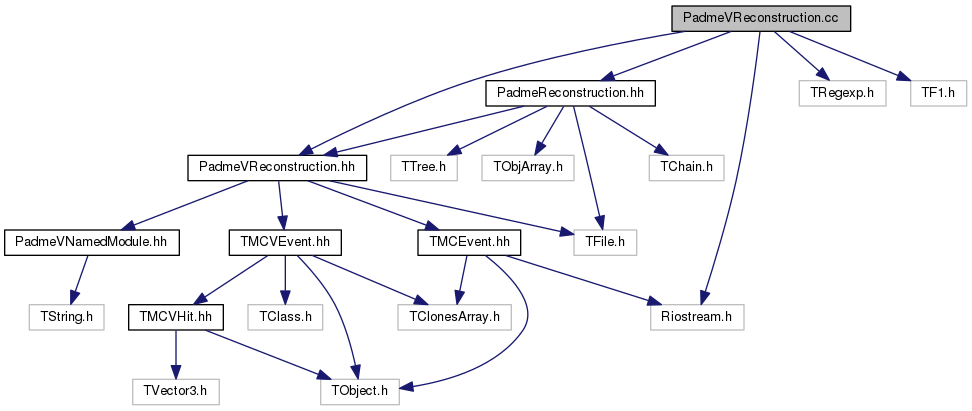 PadmeVReconstruction.cc
PadmeReconstruction.hh
TRegexp.h
TF1.h
PadmeVReconstruction.hh
TTree.h
TObjArray.h
TChain.h
PadmeVNamedModule.hh
TMCVEvent.hh
TMCEvent.hh
TFile.h
TString.h
TMCVHit.hh
TClass.h
TClonesArray.h
Riostream.h
TVector3.h
TObject.h